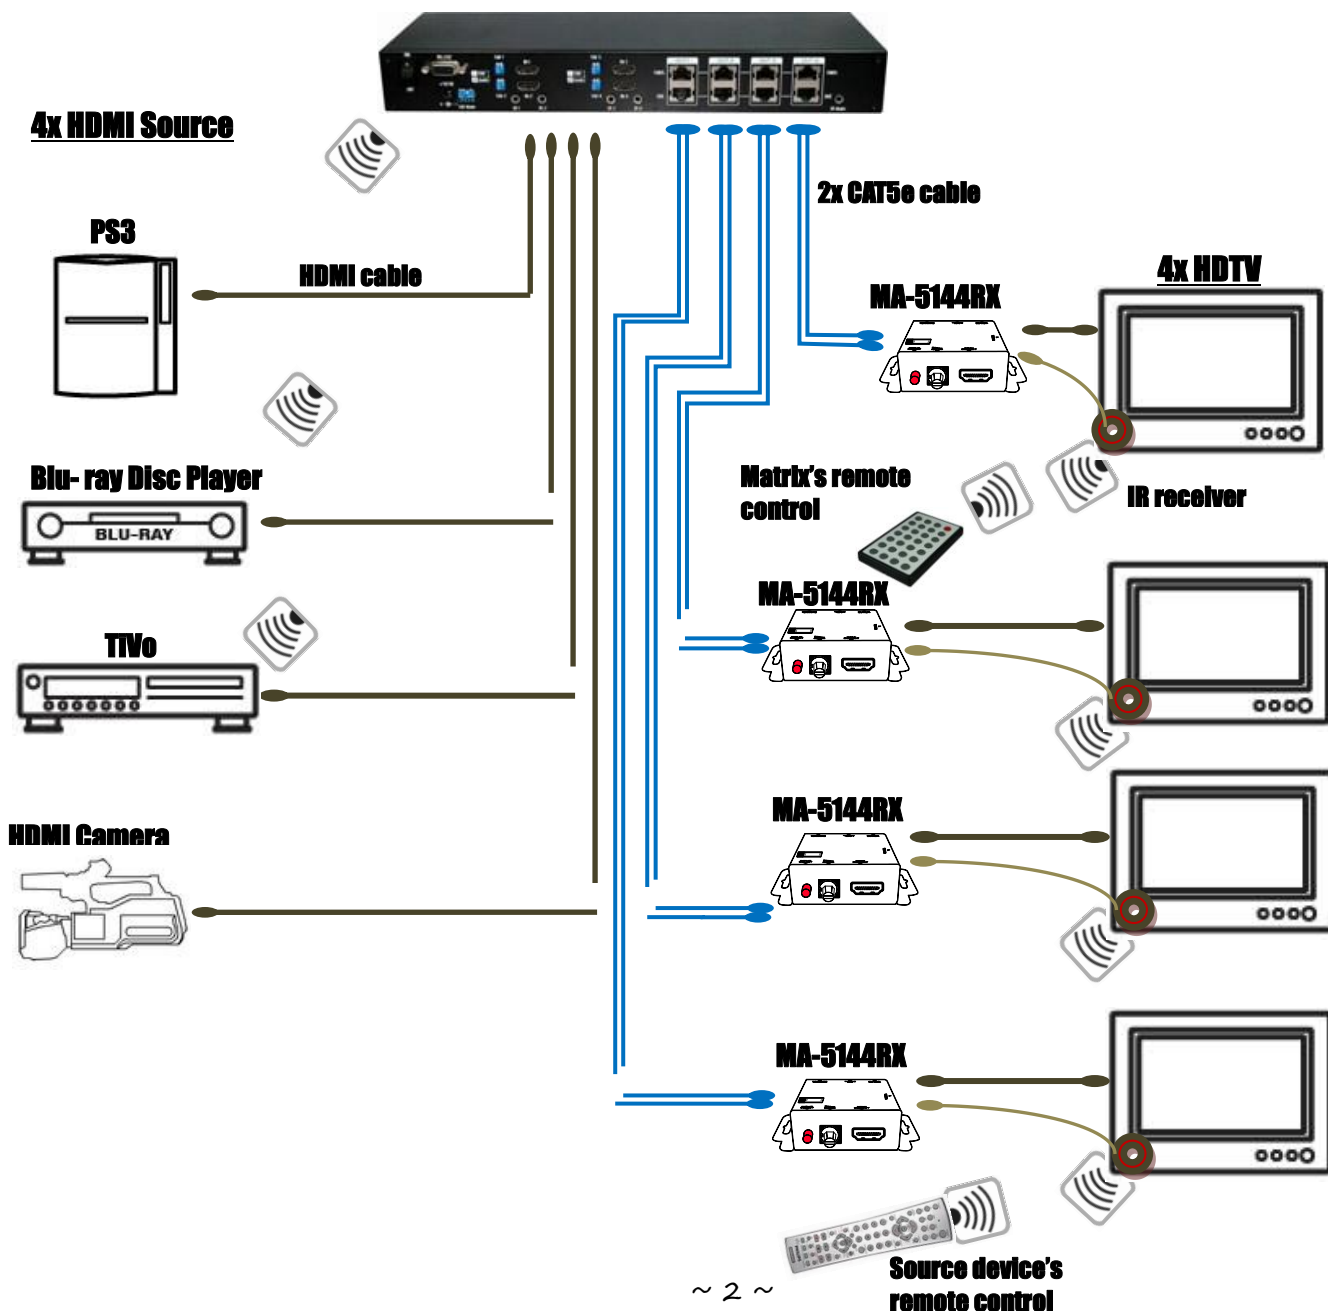 4x HDMI Source
2x CAT5e cable
PS3
HDMI cable
4x HDTV
MA-5144RX
Blu- ray Disc Player
BLU-RAY
Matrix's remote
control
IR receiver
MA-5144RX
TiVo
MA-5144RX
HDMI Camera
MA-5144RX
Source device's
remote control
~ 2 ~